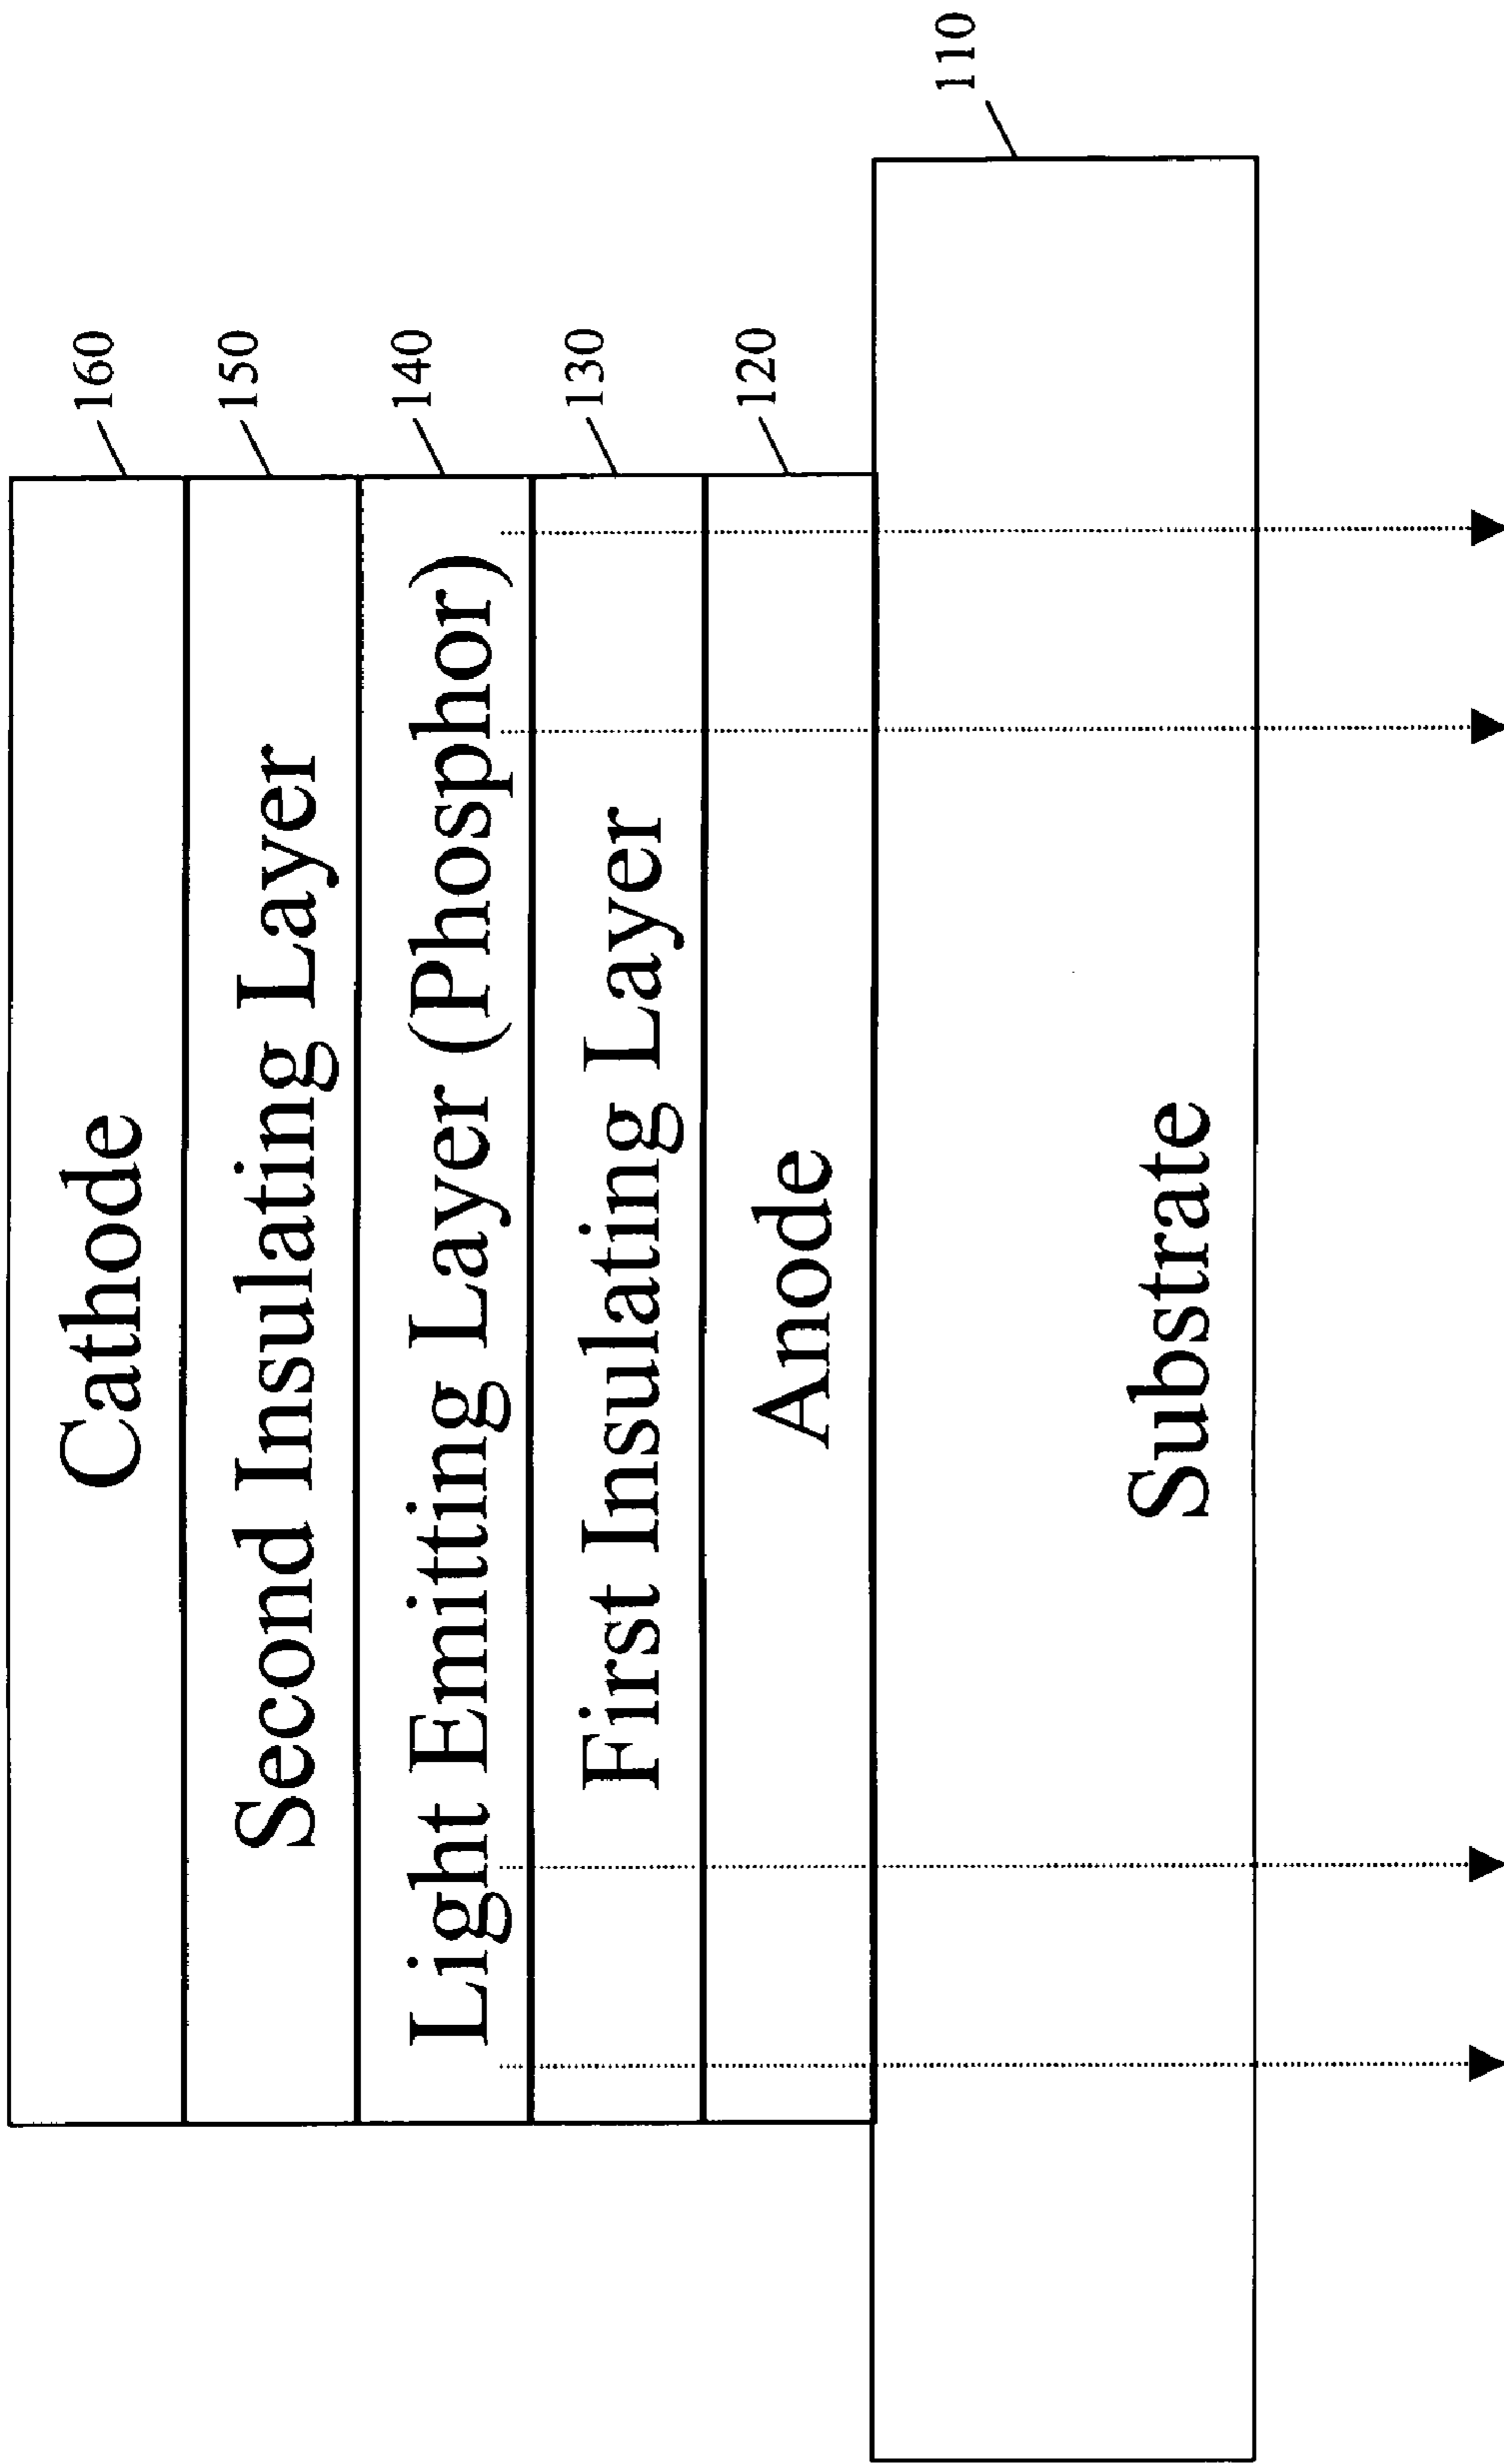 Cathode
160
Second Insulating Layer
150
Light Emitting Layer (Phosphor)
140
First Insulating Layer
130
Anode
120
Substrate
110